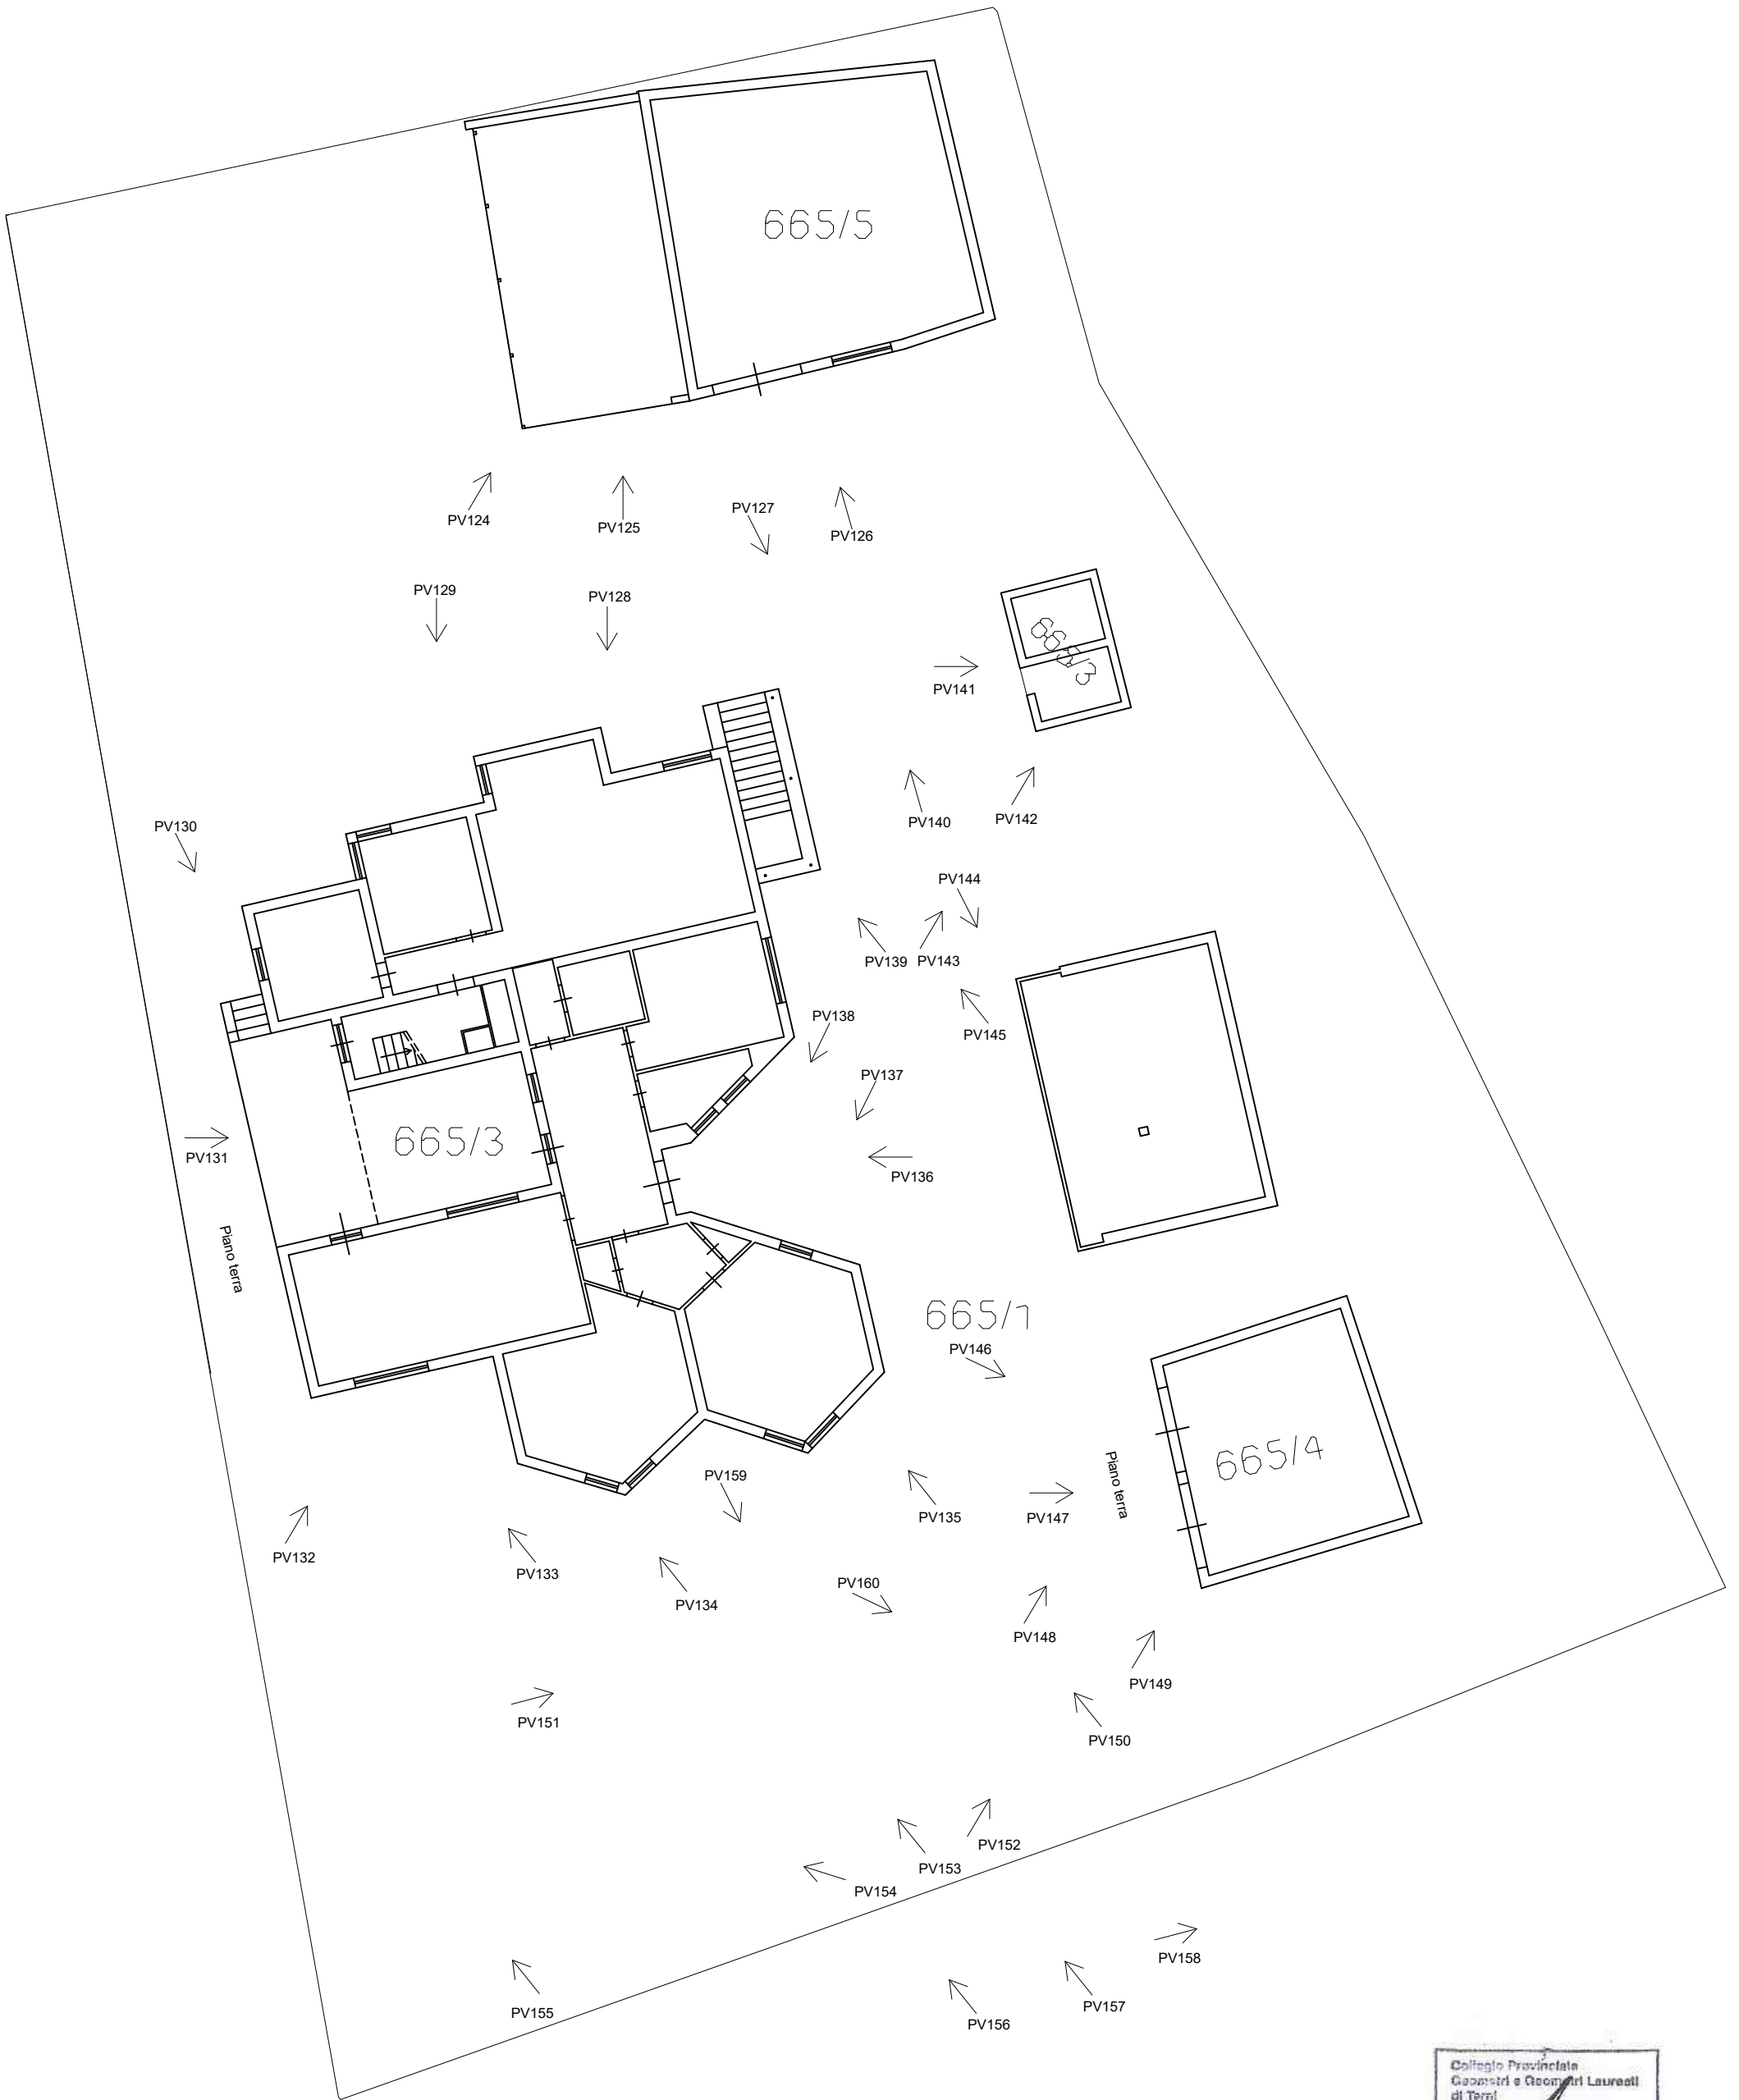 665/5
PV124
PV125
PV127
PV126
PV129
PV128
665/3
PV141
PV130
PV140
PV142
PV144
PV139
PV143
PV138
PV145
PV137
665/3
PV131
PV136
Piano terra
665/1
PV146
665/4
Piano terra
PV159
PV135
PV147
PV132
PV133
PV160
PV134
PV148
PV149
PV151
PV150
PV152
PV153
PV154
PV158
PV155
PV157
PV156
Collegio Provinciale
Geometri e Geometri Laureati
di Terni